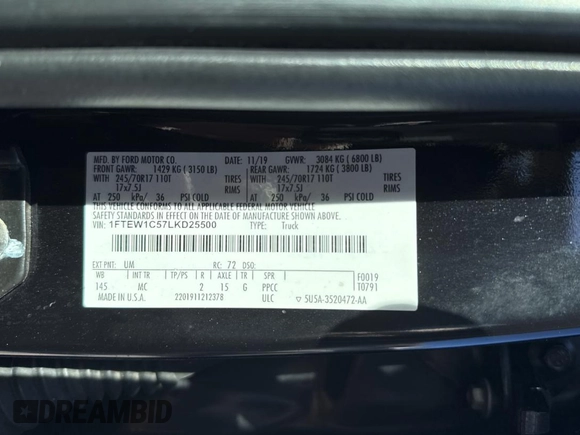 MFD. BY FORD MOTOR CO. 11/19 GVWR: 3084 KG ( 6800 LB)
FRONT GAWR: 1429 KG ( 3150 LB) REAR GAWR: 1724 KG ( 3800 LB)
245/70R17 110T TIRES 245/70R17 110T TIRES
17x7.5J RIMS 17x7.5J RIMS
AT 250 kPa/ 36 PSI COLD AT 250 kPa/ 36 PSI COLD
THIS VEHICLE CONFORMS TO ALL APPLICABLE FEDERAL MOTOR VEHICLE
SAFETY STANDARDS IN EFFECT ON THE DATE OF MANUFACTURE SHOWN ABOVE.
VIN: 1FTEW1C57LKD25500 TYPE: Truck
EXT PNT: UM RC: 72 DSO:
WB INT TR TP/PS R AXLE TR SPR F0019
145 MC 2 15 G PPCC T0791
MADE IN U.S.A. 2201911212378 ULC ▽ 5U5A-3520472-AA
DREAMBID